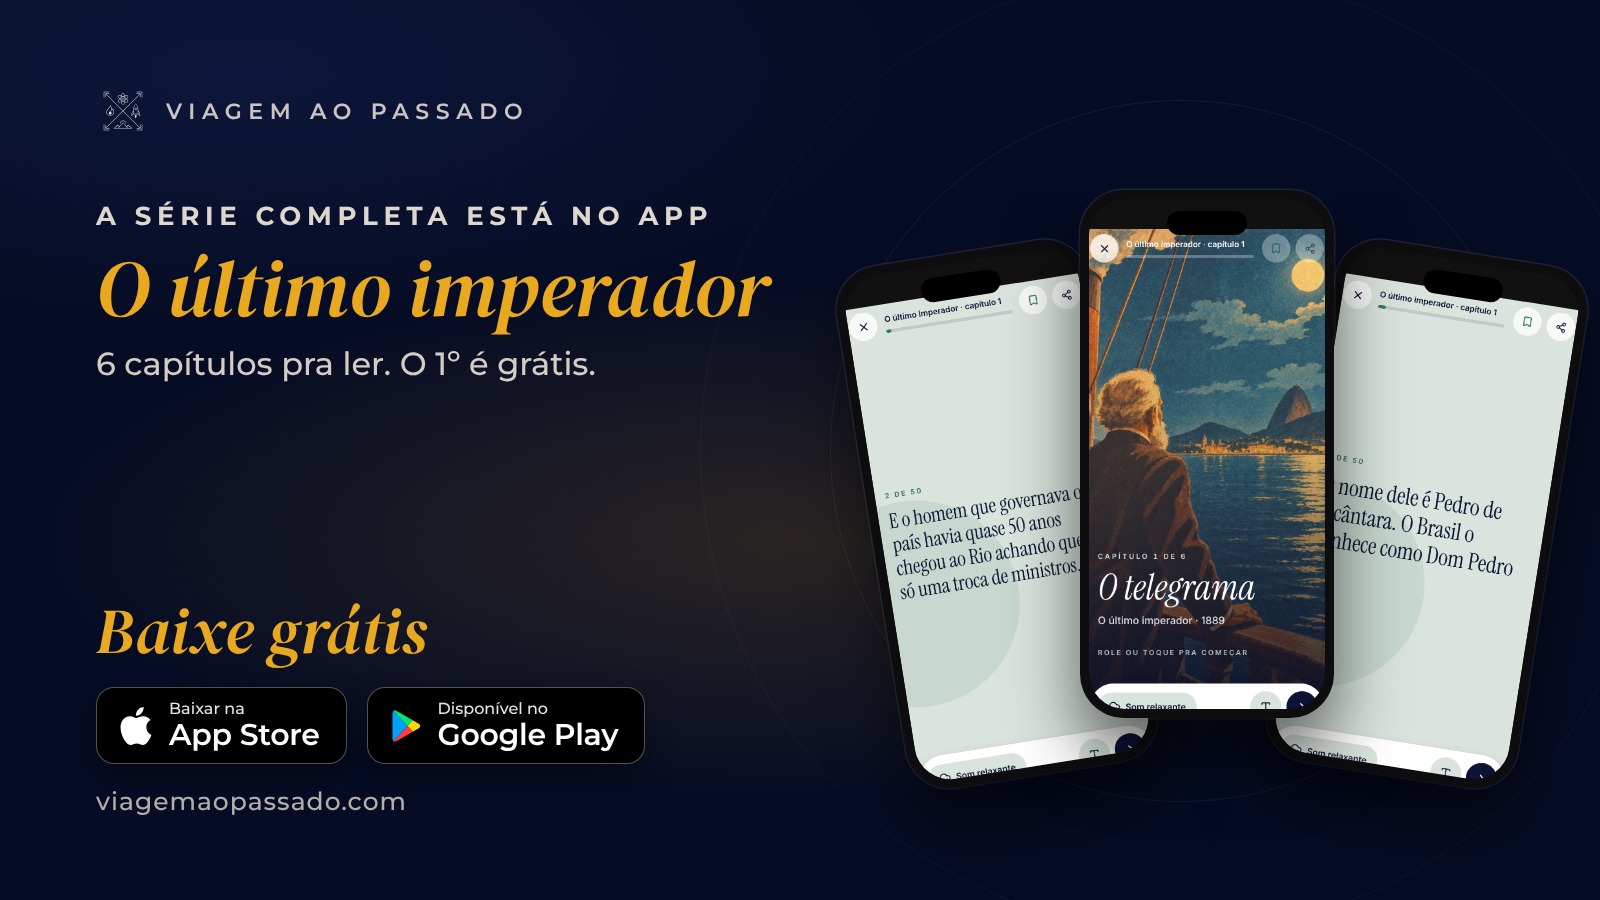 VIAGEM AO PASSADO
A SÉRIE COMPLETA ESTÁ NO APP
O último imperador
6 capítulos pra ler. O 1º é grátis.
Baixe grátis
Baixar na
App Store
Disponível no
Google Play
viagemaopassado.com
O último imperador · capítulo 1
2 DE 50
E o homem que governava o
país havia quase 50 anos
chegou ao Rio achando que
só uma troca de ministros.
Som relaxante
O último imperador · capítulo 1
CAPÍTULO 1 DE 6
O telegrama
O último imperador · 1889
ROLE OU TOQUE PRA COMEÇAR
Som relaxante
O último imperador · capítulo 1
DE 50
nome dele é Pedro de
cântara. O Brasil o
nhece como Dom Pedro
Som relaxante